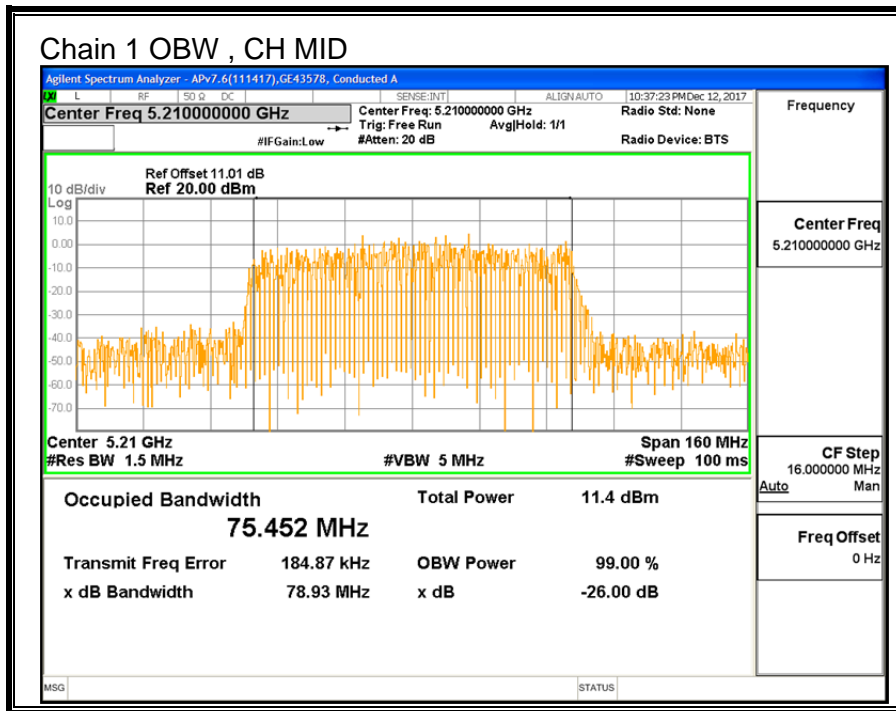 Chain 1 OBW , CH MID
Agilent Spectrum Analyzer - APv7.6(111417),GE43578, Conducted A
LXI L RF 50 Ω DC SENSE:INT ALIGN AUTO 10:37:23 PM Dec 12, 2017
Center Freq 5.210000000 GHz
Center Freq: 5.210000000 GHz
Radio Std: None
Trig: Free Run Avg|Hold: 1/1
#IFGain:Low #Atten: 20 dB Radio Device: BTS
Ref Offset 11.01 dB
10 dB/div Ref 20.00 dBm
Log
10.0
0.00
-10.0
-20.0
-30.0
-40.0
-50.0
-60.0
-70.0
Center 5.21 GHz Span 160 MHz
#Res BW 1.5 MHz #VBW 5 MHz #Sweep 100 ms
Occupied Bandwidth Total Power 11.4 dBm
75.452 MHz
Transmit Freq Error 184.87 kHz OBW Power 99.00 %
x dB Bandwidth 78.93 MHz x dB -26.00 dB
Frequency
Center Freq
5.210000000 GHz
CF Step
16.000000 MHz
Auto Man
Freq Offset
0 Hz
MSG STATUS